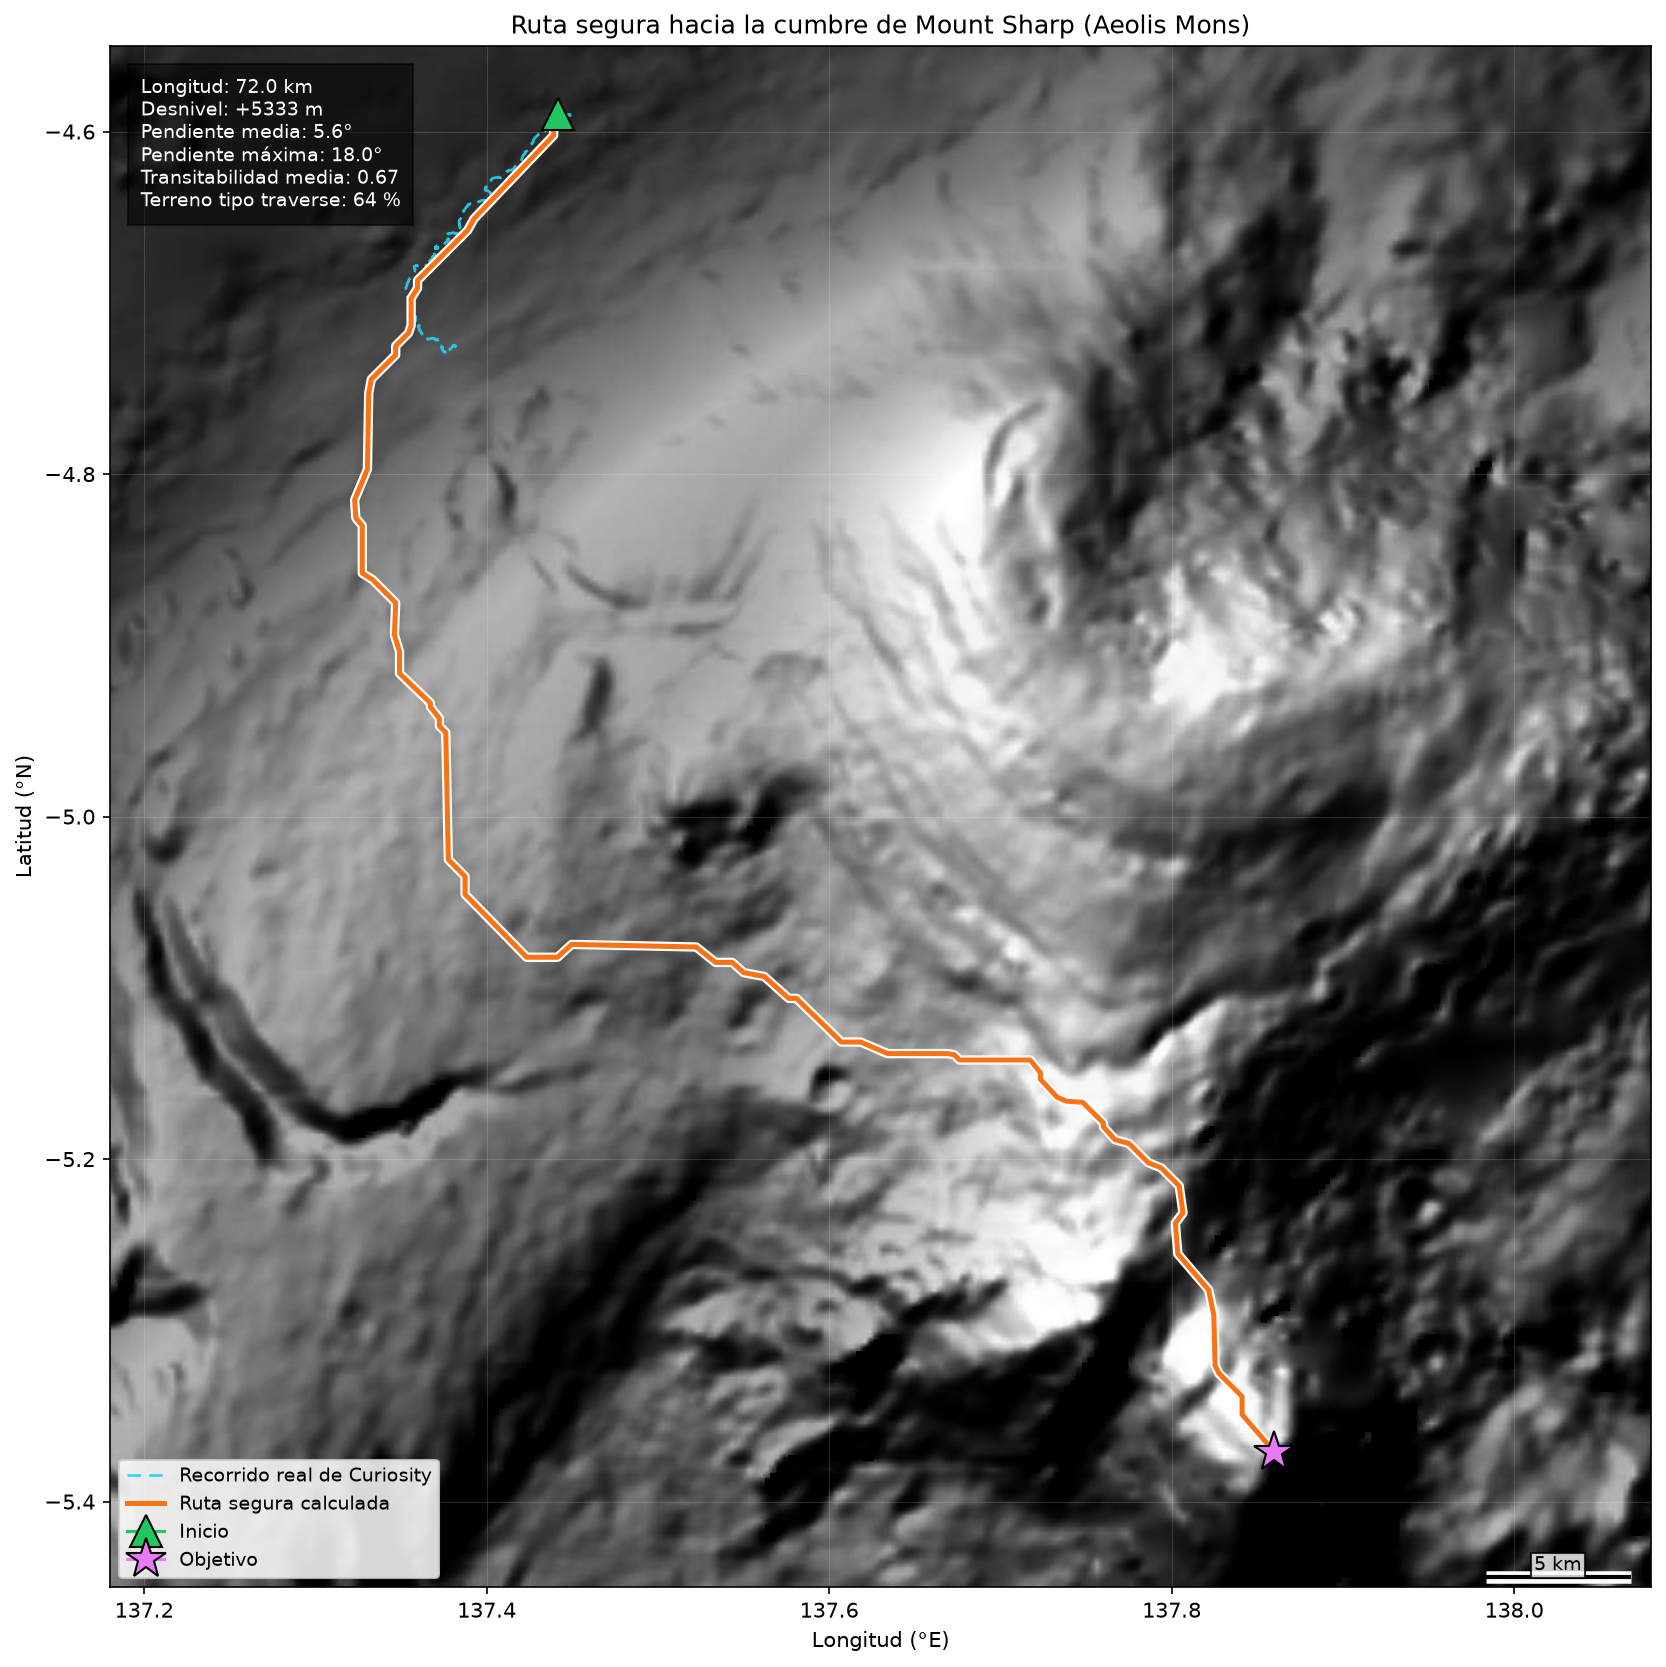 Ruta segura hacia la cumbre de Mount Sharp (Aeolis Mons)
Longitud: 72.0 km
Desnivel: +5333 m
Pendiente media: 5.6°
Pendiente máxima: 18.0°
Transitabilidad media: 0.67
Terreno tipo traverse: 64 %
−4.6
−4.8
−5.0
−5.2
−5.4
Latitud (°N)
Recorrido real de Curiosity
Ruta segura calculada
Inicio
Objetivo
5 km
137.2
137.4
137.6
137.8
138.0
Longitud (°E)